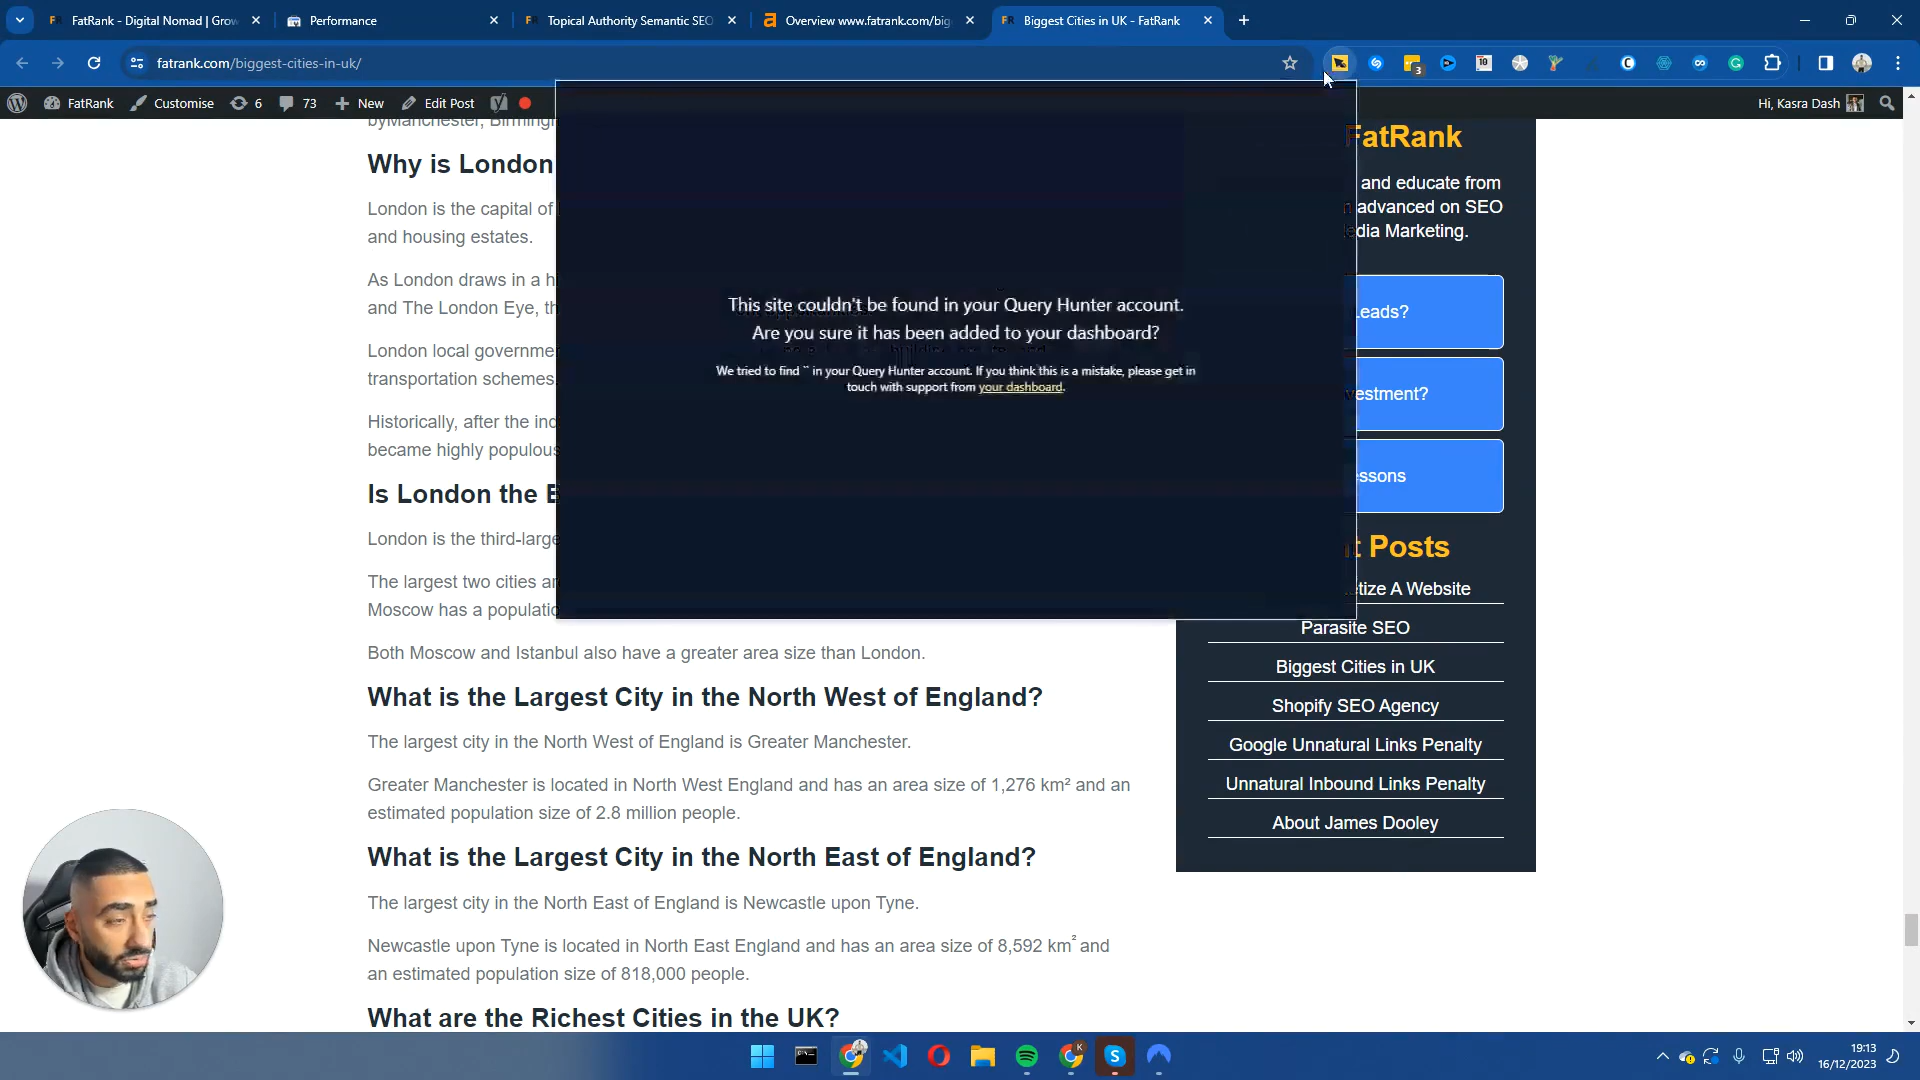 FatRank - Digital Nomad | Grow
Performance
Topical Authority Semantic SEO
Overview www.fatrank.com/big
Biggest Cities in UK - FatRank
fatrank.com/biggest-cities-in-uk/
3
10
FatRank
Customise
6
73
New
Edit Post
Hi, Kasra Dash
byManchester, Birmingh
Why is London
London is the capital of
and housing estates.
As London draws in a hi
and The London Eye, th
London local governme
transportation schemes.
Historically, after the ind
became highly populous
Is London the B
London is the third-large
The largest two cities ar
Moscow has a populatio
Both Moscow and Istanbul also have a greater area size than London.
What is the Largest City in the North West of England?
The largest city in the North West of England is Greater Manchester.
Greater Manchester is located in North West England and has an area size of 1,276 km² and an
estimated population size of 2.8 million people.
What is the Largest City in the North East of England?
The largest city in the North East of England is Newcastle upon Tyne.
Newcastle upon Tyne is located in North East England and has an area size of 8,592 km² and
an estimated population size of 818,000 people.
What are the Richest Cities in the UK?
This site couldn't be found in your Query Hunter account.
Are you sure it has been added to your dashboard?
We tried to find `` in your Query Hunter account. If you think this is a mistake, please get in
touch with support from your dashboard.
FatRank
and educate from
advanced on SEO
edia Marketing.
Leads?
vestment?
essons
t Posts
tize A Website
Parasite SEO
Biggest Cities in UK
Shopify SEO Agency
Google Unnatural Links Penalty
Unnatural Inbound Links Penalty
About James Dooley
19:13
16/12/2023